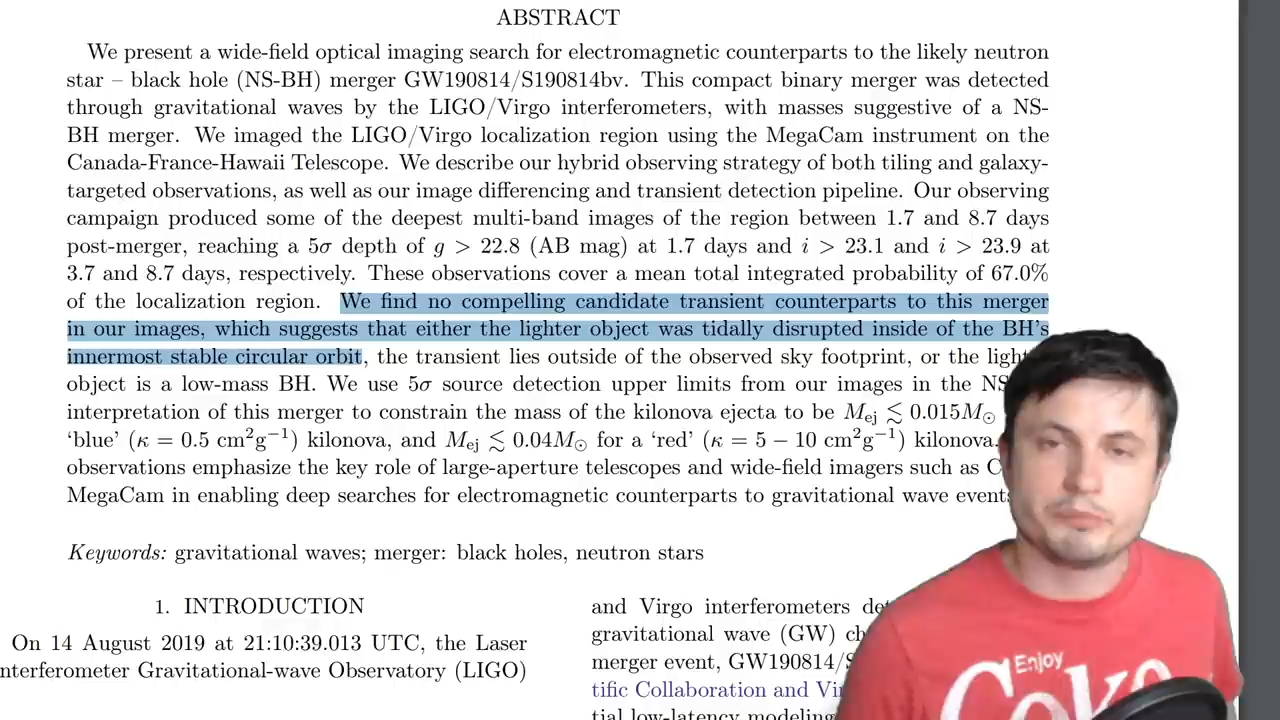 ABSTRACT
We present a wide-field optical imaging search for electromagnetic counterparts to the likely neutron
star – black hole (NS-BH) merger GW190814/S190814bv. This compact binary merger was detected
through gravitational waves by the LIGO/Virgo interferometers, with masses suggestive of a NS-
BH merger. We imaged the LIGO/Virgo localization region using the MegaCam instrument on the
Canada-France-Hawaii Telescope. We describe our hybrid observing strategy of both tiling and galaxy-
targeted observations, as well as our image differencing and transient detection pipeline. Our observing
campaign produced some of the deepest multi-band images of the region between 1.7 and 8.7 days
post-merger, reaching a 5σ depth of g > 22.8 (AB mag) at 1.7 days and i > 23.1 and i > 23.9 at
3.7 and 8.7 days, respectively. These observations cover a mean total integrated probability of 67.0%
of the localization region. We find no compelling candidate transient counterparts to this merger
in our images, which suggests that either the lighter object was tidally disrupted inside of the BH's
innermost stable circular orbit, the transient lies outside of the observed sky footprint, or the light
object is a low-mass BH. We use 5σ source detection upper limits from our images in the NS
interpretation of this merger to constrain the mass of the kilonova ejecta to be Mej ≲ 0.015M⊙
'blue' (κ = 0.5 cm²g⁻¹) kilonova, and Mej ≲ 0.04M⊙ for a 'red' (κ = 5 − 10 cm²g⁻¹) kilonova.
observations emphasize the key role of large-aperture telescopes and wide-field imagers such as C
MegaCam in enabling deep searches for electromagnetic counterparts to gravitational wave events
Keywords: gravitational waves; merger: black holes, neutron stars
1. INTRODUCTION
On 14 August 2019 at 21:10:39.013 UTC, the Laser
nterferometer Gravitational-wave Observatory (LIGO)
and Virgo interferometers det
gravitational wave (GW) ch
merger event, GW190814/S
tific Collaboration and Vir
tial low-latency modeling
Enjoy
Coke